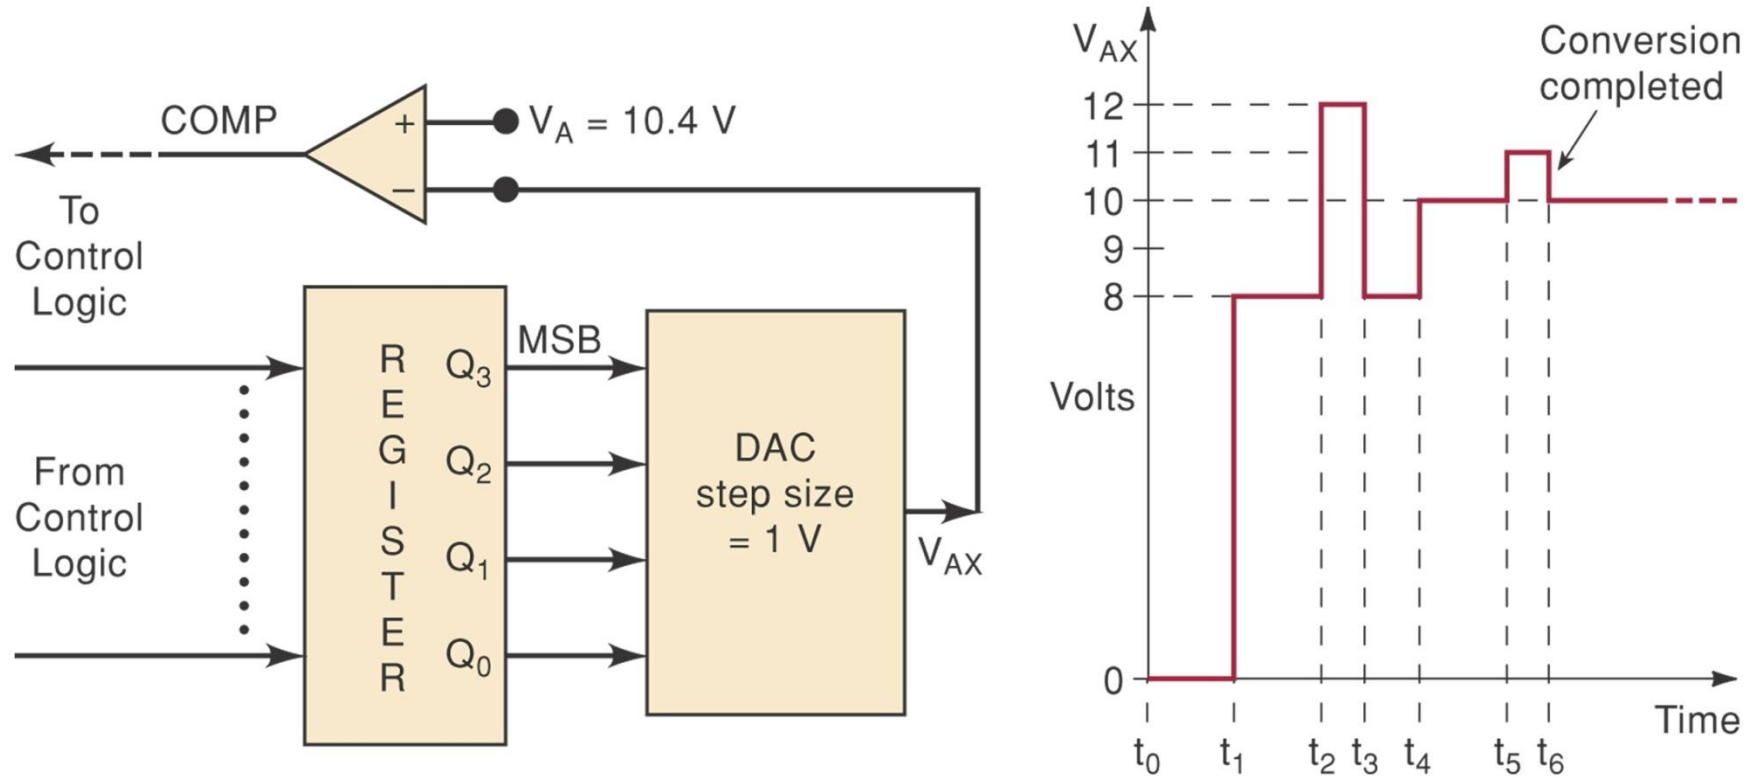 COMP
+
V_A = 10.4 V
−
To
Control
Logic
From
Control
Logic
R
E
G
I
S
T
E
R
Q_3
Q_2
Q_1
Q_0
MSB
DAC
step size
= 1 V
V_AX
V_AX
Conversion
completed
12
11
10
9
8
Volts
0
Time
t_0 t_1 t_2 t_3 t_4 t_5 t_6